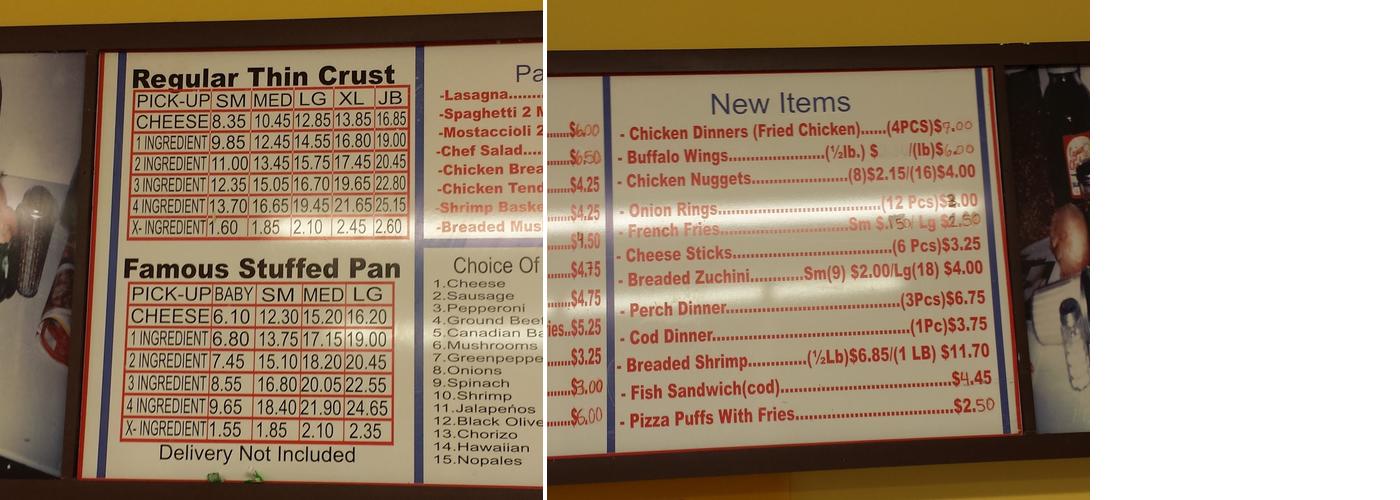 Regular Thin Crust
PICK-UP SM MED LG XL JB
CHEESE 8.35 10.45 12.85 13.85 16.85
1 INGREDIENT 9.85 12.45 14.55 16.80 19.00
2 INGREDIENT 11.00 13.45 15.75 17.45 20.45
3 INGREDIENT 12.35 15.05 16.70 19.65 22.80
4 INGREDIENT 13.70 16.65 19.45 21.65 25.15
X- INGREDIENT 1.60 1.85 2.10 2.45 2.60
Famous Stuffed Pan
PICK-UP BABY SM MED LG
CHEESE 6.10 12.30 15.20 16.20
1 INGREDIENT 6.80 13.75 17.15 19.00
2 INGREDIENT 7.45 15.10 18.20 20.45
3 INGREDIENT 8.55 16.80 20.05 22.55
4 INGREDIENT 9.65 18.40 21.90 24.65
X- INGREDIENT 1.55 1.85 2.10 2.35
Delivery Not Included
Pa
-Lasagna.......
-Spaghetti 2 M
-Mostaccioli 2
-Chef Salad....
-Chicken Brea
-Chicken Tend
-Shrimp Baske
-Breaded Mus
Choice Of
1.Cheese
2.Sausage
3.Pepperoni
4.Ground Beef
5.Canadian Ba
6.Mushrooms
7.Greenpeppe
8.Onions
9.Spinach
10.Shrimp
11.Jalapeños
12.Black Olive
13.Chorizo
14.Hawaiian
15.Nopales
$6.00
$6.50
$4.25
$4.25
$4.50
$4.75
$4.75
ies..$5.25
$3.25
$3.00
$6.00
New Items
- Chicken Dinners (Fried Chicken)......(4PCS)$7.00
- Buffalo Wings......................(½lb.) $ /(lb)$6.00
- Chicken Nuggets......................(8)$2.15/(16)$4.00
- Onion Rings.....................................(12 Pcs)$3.00
- French Fries.............................Sm $.150/ Lg $2.50
- Cheese Sticks.................................(6 Pcs)$3.25
- Breaded Zuchini............Sm(9) $2.00/Lg(18) $4.00
- Perch Dinner.......................................(3Pcs)$6.75
- Cod Dinner............................................(1Pc)$3.75
- Breaded Shrimp.............(½Lb)$6.85/(1 LB) $11.70
- Fish Sandwich(cod).......................................$4.45
- Pizza Puffs With Fries....................................$2.50